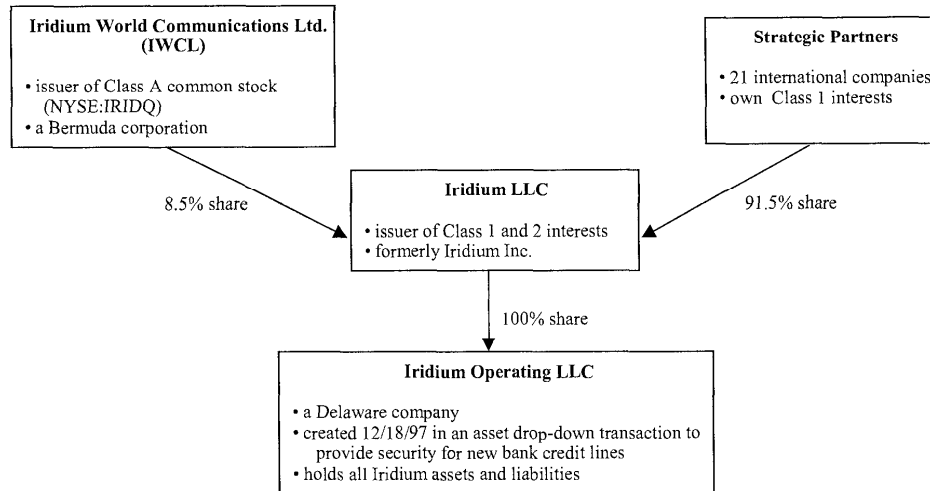 Iridium World Communications Ltd.
(IWCL)
• issuer of Class A common stock
(NYSE:IRIDQ)
• a Bermuda corporation
Strategic Partners
• 21 international companies
• own Class 1 interests
8.5% share
91.5% share
Iridium LLC
• issuer of Class 1 and 2 interests
• formerly Iridium Inc.
100% share
Iridium Operating LLC
• a Delaware company
• created 12/18/97 in an asset drop-down transaction to
provide security for new bank credit lines
• holds all Iridium assets and liabilities